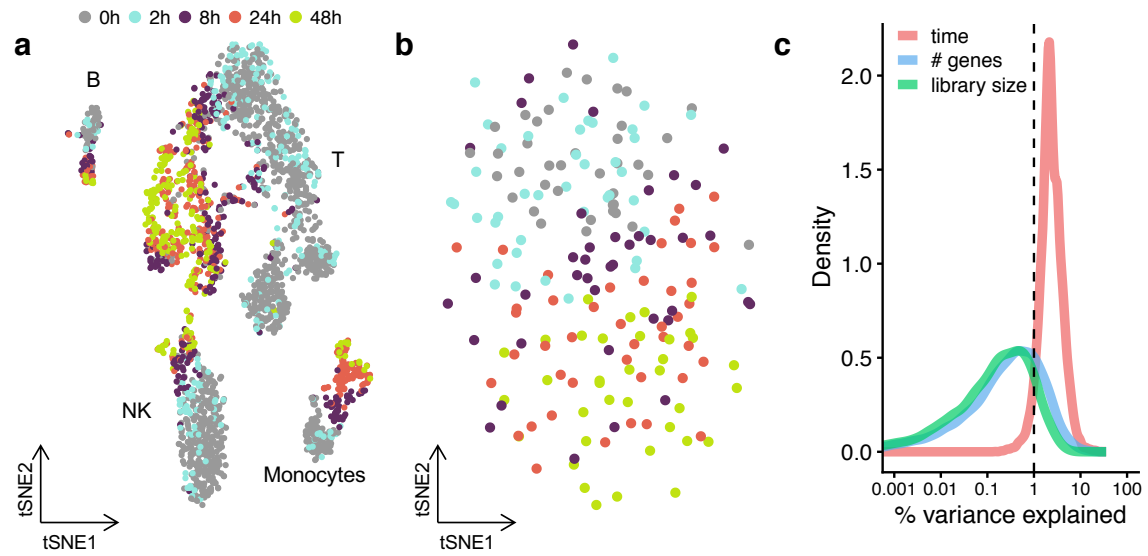 0h 2h 8h 24h 48h
a
B
T
NK
Monocytes
tSNE2
tSNE1
b
tSNE2
tSNE1
c
time
# genes
library size
Density
2.0
1.5
1.0
0.5
0.0
0.001 0.01 0.1 1 10 100
% variance explained